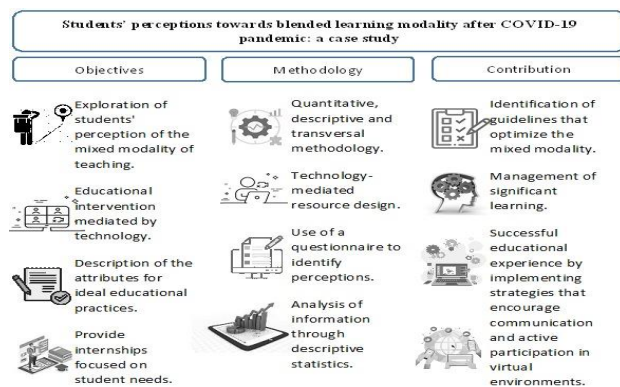 Students' perceptions towards blended learning modality after COVID-19
pandemic: a case study
Objectives
Exploration of
students'
perception of the
mixed modality of
teaching.
Educational
intervention
mediated by
technology.
Description of the
attributes for
ideal educational
practices.
Provide
internships
focused on
student needs.
Methodology
Quantitative,
descriptive and
transversal
methodology.
Technology-
mediated
resource design.
Use of a
questionnaire to
identify
perceptions.
Analysis of
information
through
descriptive
statistics.
Contribution
Identification of
guidelines that
optimize the
mixed modality.
Management of
significant
learning.
Successful
educational
experience by
implementing
strategies that
encourage
communication
and active
participation in
virtual
environments.